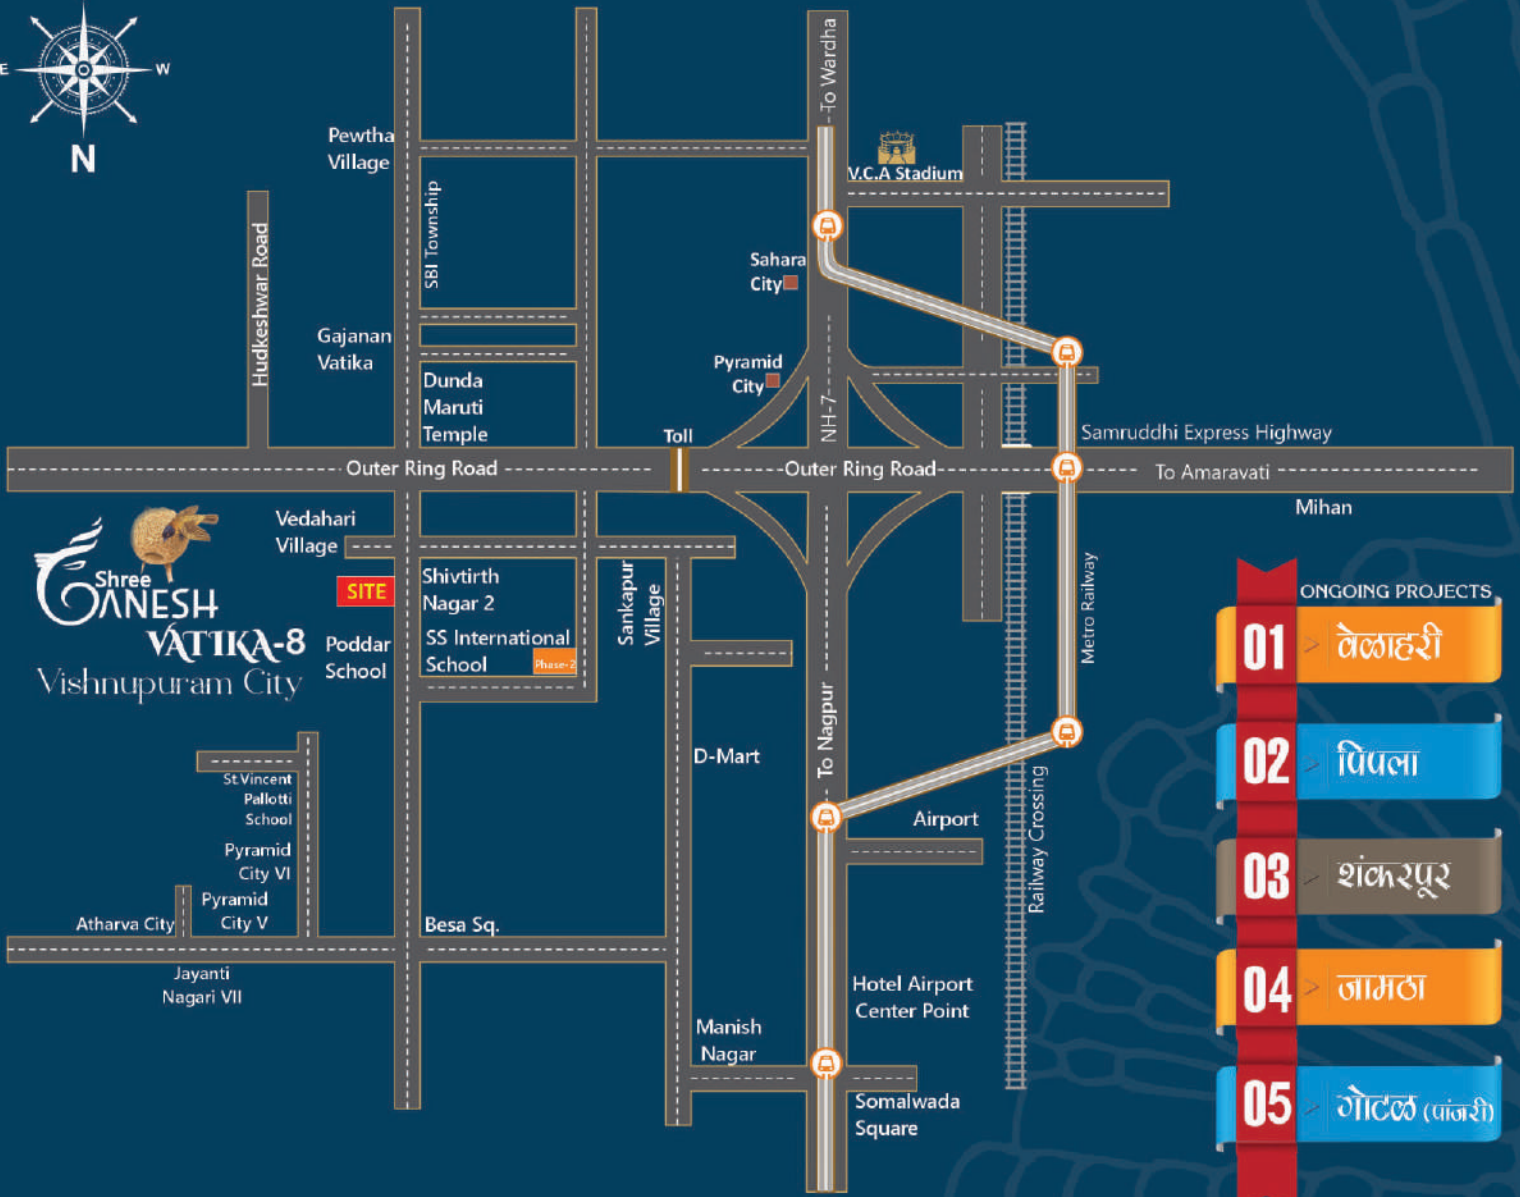 E
W
N
To Wardha
Pewtha
Village
V.C.A Stadium
SBI Township
Hudkeshwar Road
Sahara
City
Gajanan
Vatika
Pyramid
City
Dunda
Maruti
Temple
NH-7
Toll
Samruddhi Express Highway
Outer Ring Road
Outer Ring Road
To Amaravati
Mihan
Vedahari
Village
SITE
Shivtirth
Nagar 2
Sankapur
Village
Metro Railway
Shree
GANESH
VATIKA-8
Vishnupuram City
Poddar
School
SS International
School
Phase-2
To Nagpur
D-Mart
St.Vincent
Pallotti
School
Pyramid
City VI
Pyramid
City V
Atharva City
Besa Sq.
Jayanti
Nagari VII
Airport
Railway Crossing
Hotel Airport
Center Point
Manish
Nagar
Somalwada
Square
ONGOING PROJECTS
01 > वेळाहरी
02 > पिपला
03 > शंकरपूर
04 > जामठा
05 > गोटळ (पांजरी)